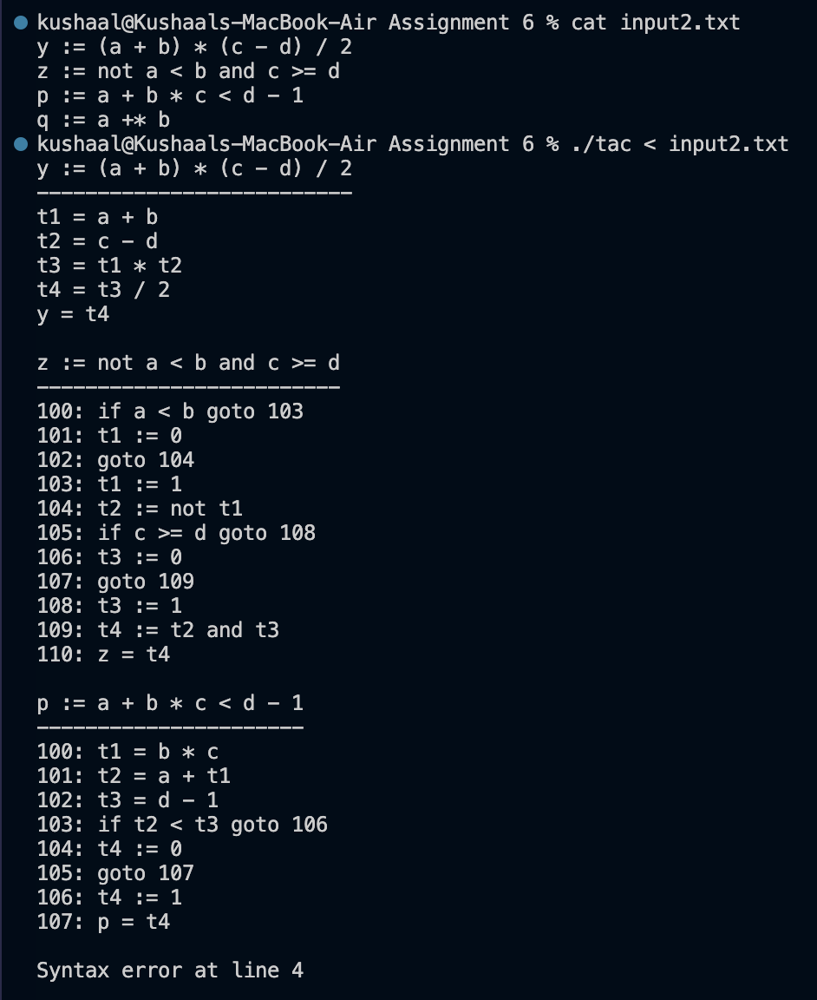 kushaal@Kushaals-MacBook-Air Assignment 6 % cat input2.txt
y := (a + b) * (c - d) / 2
z := not a < b and c >= d
p := a + b * c < d - 1
q := a +* b
kushaal@Kushaals-MacBook-Air Assignment 6 % ./tac < input2.txt
y := (a + b) * (c - d) / 2
--------------------------
t1 = a + b
t2 = c - d
t3 = t1 * t2
t4 = t3 / 2
y = t4

z := not a < b and c >= d
-------------------------
100: if a < b goto 103
101: t1 := 0
102: goto 104
103: t1 := 1
104: t2 := not t1
105: if c >= d goto 108
106: t3 := 0
107: goto 109
108: t3 := 1
109: t4 := t2 and t3
110: z = t4

p := a + b * c < d - 1
----------------------
100: t1 = b * c
101: t2 = a + t1
102: t3 = d - 1
103: if t2 < t3 goto 106
104: t4 := 0
105: goto 107
106: t4 := 1
107: p = t4

Syntax error at line 4